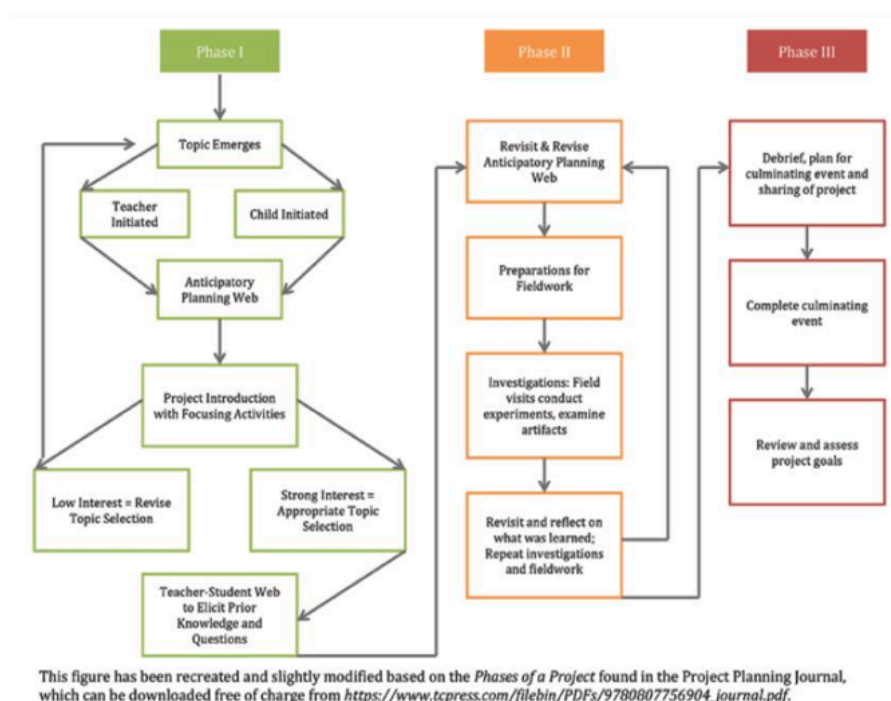 Phase I
Topic Emerges
Teacher
Initiated
Child Initiated
Anticipatory
Planning Web
Project Introduction
with Focusing Activities
Low Interest = Revise
Topic Selection
Strong Interest =
Appropriate Topic
Selection
Teacher-Student Web
to Elicit Prior
Knowledge and
Questions
Phase II
Revisit & Revise
Anticipatory Planning
Web
Preparations for
Fieldwork
Investigations: Field
visits conduct
experiments, examine
artifacts
Revisit and reflect on
what was learned;
Repeat investigations
and fieldwork
Phase III
Debrief, plan for
culminating event and
sharing of project
Complete culminating
event
Review and assess
project goals
This figure has been recreated and slightly modified based on the Phases of a Project found in the Project Planning Journal,
which can be downloaded free of charge from https://www.tcpress.com/filebin/PDFs/9780807756904_journal.pdf.